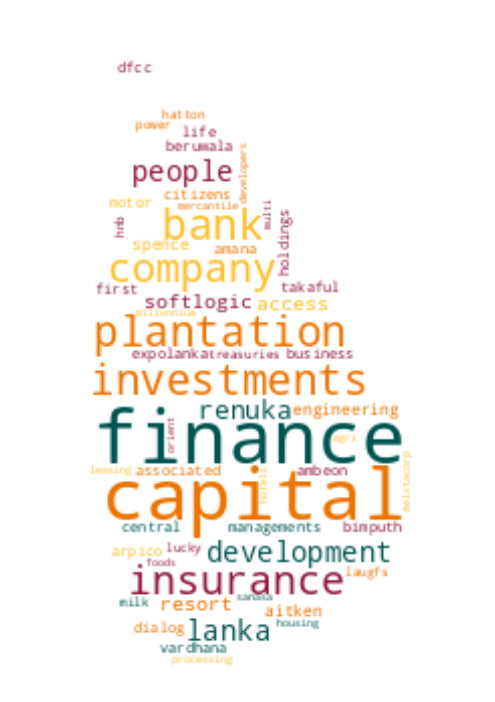 dfcc
hatton
power
life
berumala
people
developers
citizens
motor
mercantile
multi
hnb
bank
holdings
spence
amana
company
first
takaful
softlogic
access
millennium
plantation
expolanka
treasuries
business
investments
renuka
engineering
finance
orient
agri
leasing
associated
hotels
ambeon
melstacorp
capital
central
managements
bimputh
arpico
lucky
development
foods
insurance
laugfs
milk
resort
sanasa
aitken
dialog
lanka
housing
vardhana
processing